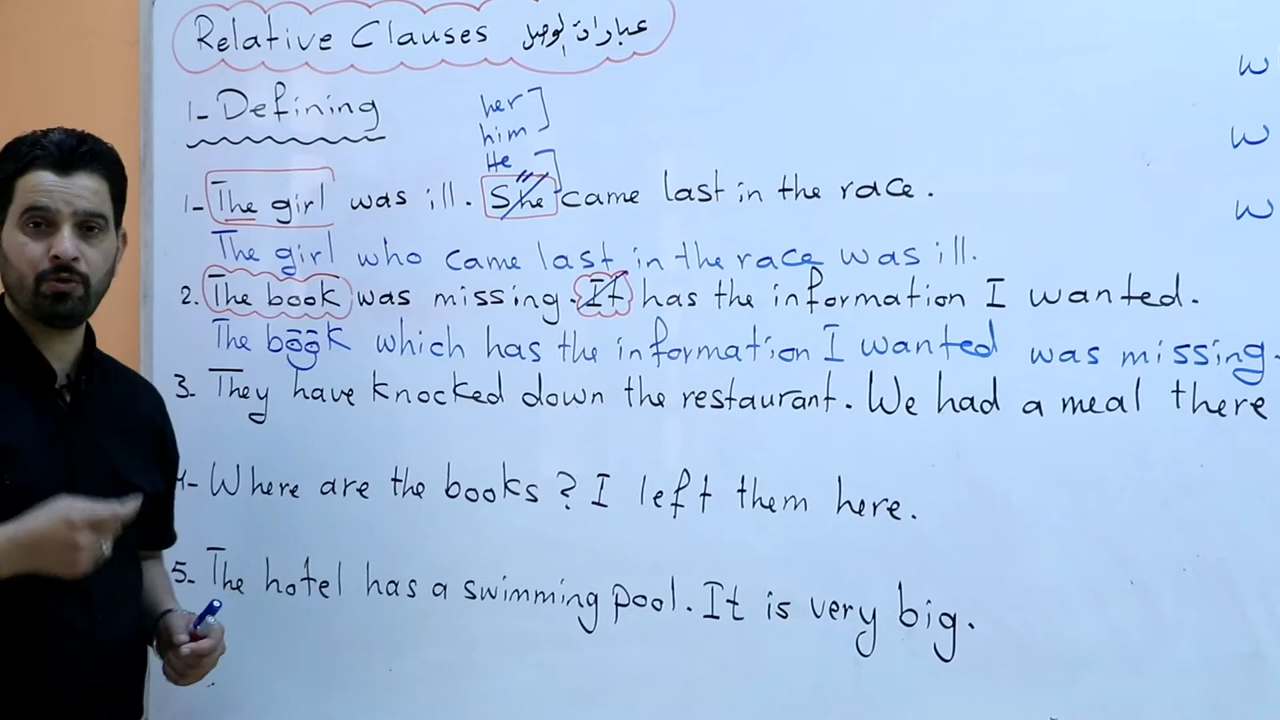 Relative Clauses عبارات الوصل
1- Defining
her
him
He
1- The girl was ill. She came last in the race.
The girl who came last in the race was ill.
2. The book was missing. It has the information I wanted.
The book which has the information I wanted was missing.
3- They have knocked down the restaurant. We had a meal there
4- Where are the books? I left them here.
5- The hotel has a swimming pool. It is very big.
W
W
W